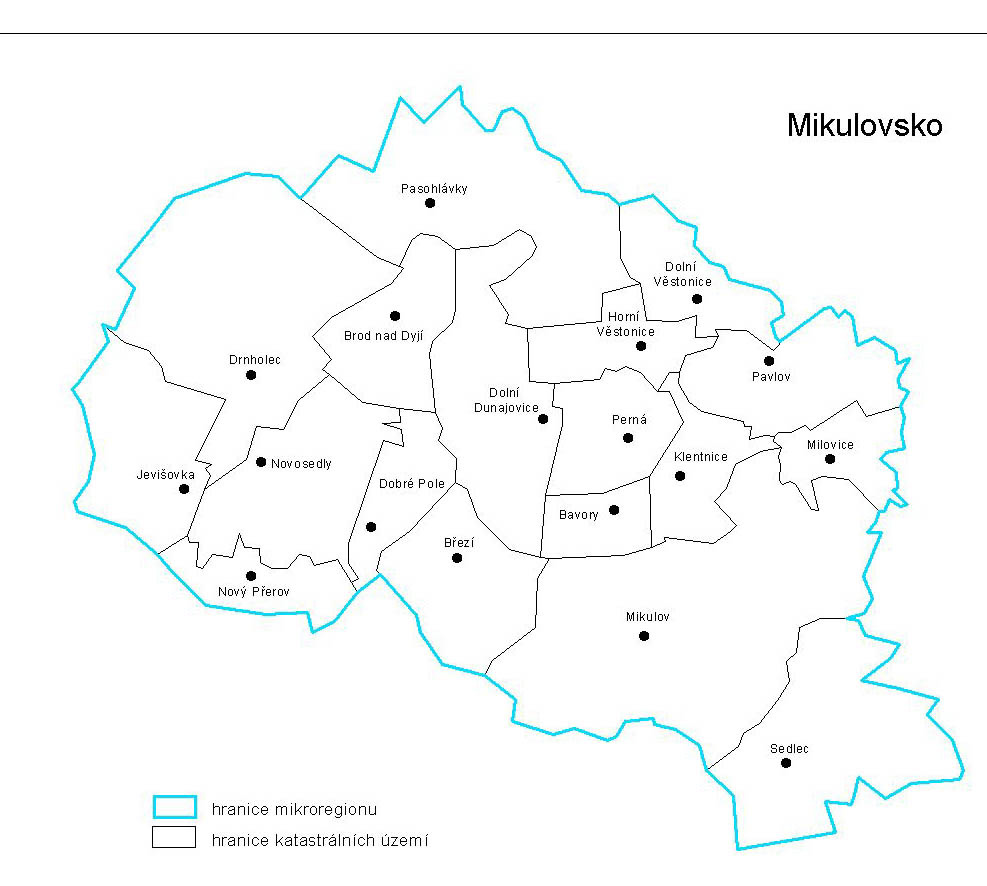 Mikulovsko
Pasohlávky
Dolní
Věstonice
Horní
Věstonice
Brod nad Dyjí
Drnholec
Pavlov
Dolní
Dunajovice
Perná
Milovice
Klentnice
Novosedly
Jevišovka
Dobré Pole
Bavory
Březí
Nový Přerov
Mikulov
Sedlec
hranice mikroregionu
hranice katastrálních území